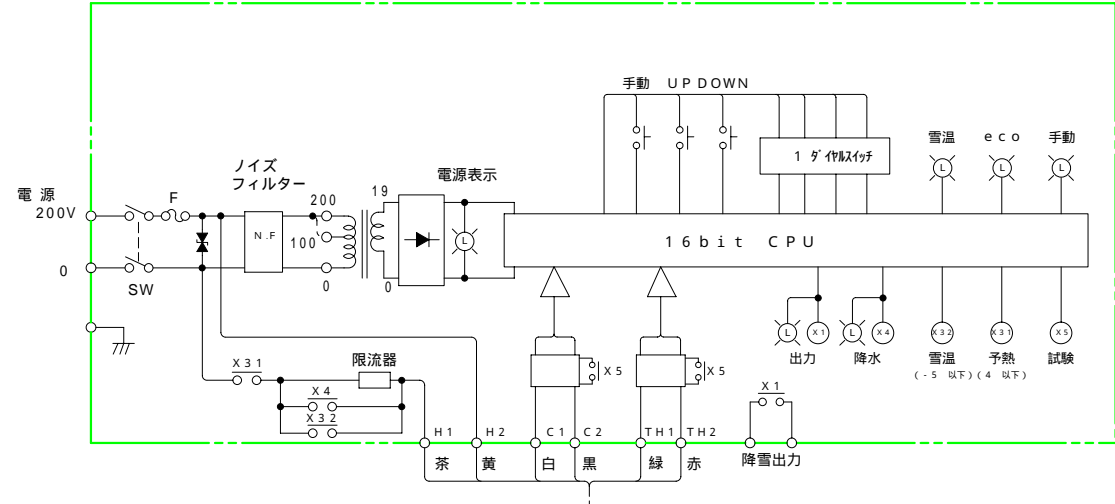 手動 UP DOWN
雪温
eco
手動
1 ダイヤルスイッチ
L
L
L
ノイズ
フィルター
電源表示
電源
200V
F
200
19
N.F
100
L
16bit CPU
0
0
0
SW
L
X1
L
X4
X32
X31
X5
出力
降水
雪温
予熱
試験
(-5 以下)
(4 以下)
X31
限流器
X5
X5
X4
X1
X32
H1
H2
C1
C2
TH1
TH2
茶
黄
白
黒
緑
赤
降雪出力